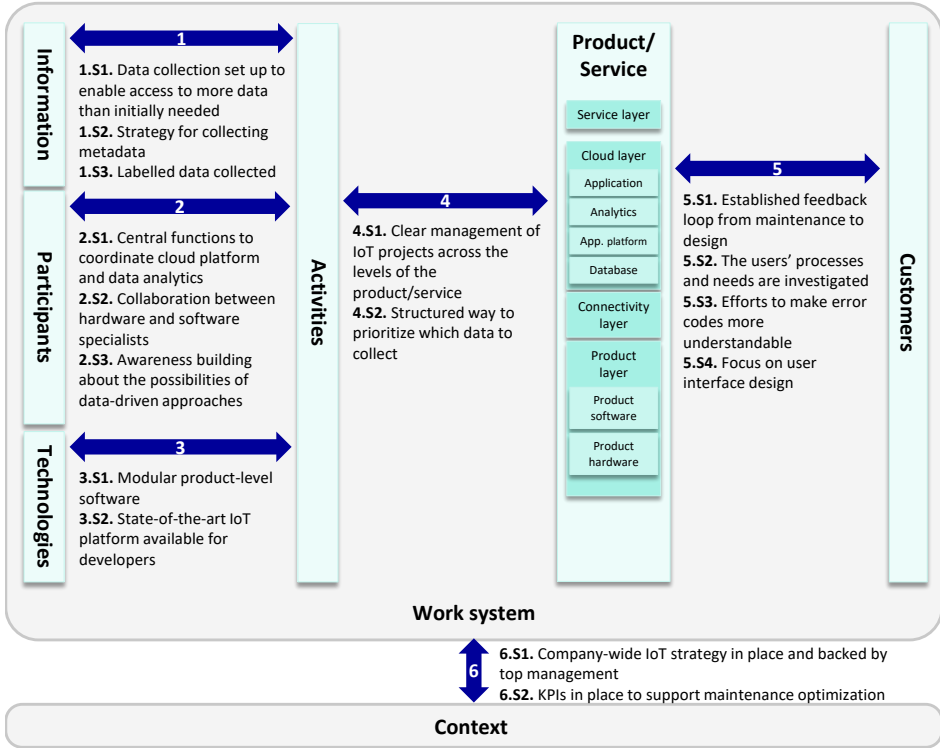 Information
1
1.S1. Data collection set up to
enable access to more data
than initially needed
1.S2. Strategy for collecting
metadata
1.S3. Labelled data collected
Participants
2
2.S1. Central functions to
coordinate cloud platform
and data analytics
2.S2. Collaboration between
hardware and software
specialists
2.S3. Awareness building
about the possibilities of
data-driven approaches
Technologies
3
3.S1. Modular product-level
software
3.S2. State-of-the-art IoT
platform available for
developers
Activities
4
4.S1. Clear management of
IoT projects across the
levels of the
product/service
4.S2. Structured way to
prioritize which data to
collect
Product/
Service
Service layer
Cloud layer
Application
Analytics
App. platform
Database
Connectivity
layer
Product
layer
Product
software
Product
hardware
5
5.S1. Established feedback
loop from maintenance to
design
5.S2. The users’ processes
and needs are investigated
5.S3. Efforts to make error
codes more
understandable
5.S4. Focus on user
interface design
Customers
Work system
6
6.S1. Company-wide IoT strategy in place and backed by
top management
6.S2. KPIs in place to support maintenance optimization
Context